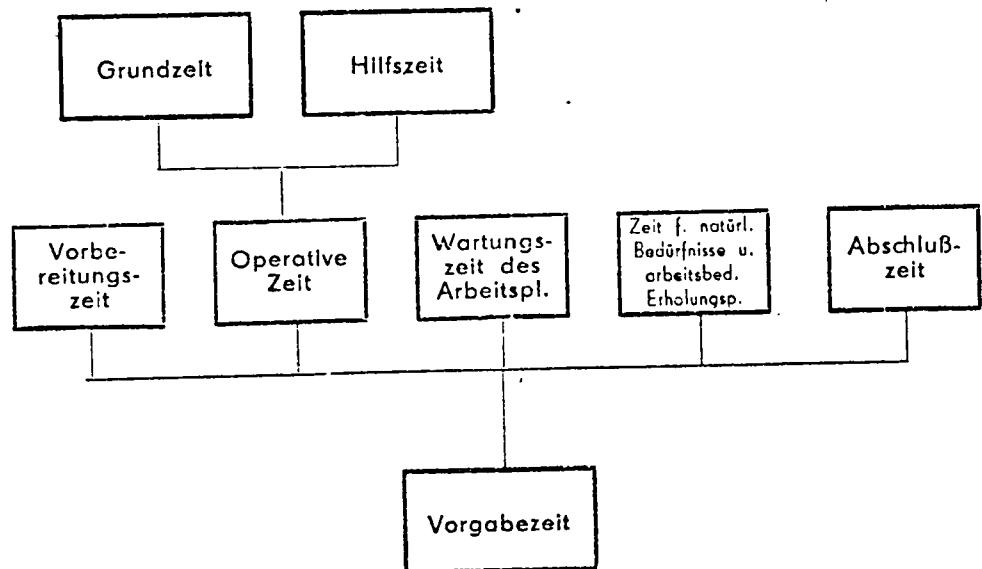 Grundzeit
Hilfszeit
Vorbe-
reitungs-
zeit
Operative
Zeit
Wartungs-
zeit des
Arbeitspl.
Zeit f. natürl.
Bedürfnisse u.
arbeitsbed.
Erholungsp.
Abschluß-
zeit
Vorgabezeit